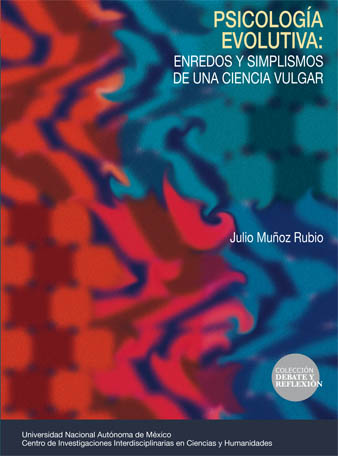 PSICOLOGÍA
EVOLUTIVA:
ENREDOS Y SIMPLISMOS
DE UNA CIENCIA VULGAR
Julio Muñoz Rubio
COLECCIÓN
DEBATE Y
REFLEXIÓN
Universidad Nacional Autónoma de México
Centro de Investigaciones Interdisciplinarias en Ciencias y Humanidades